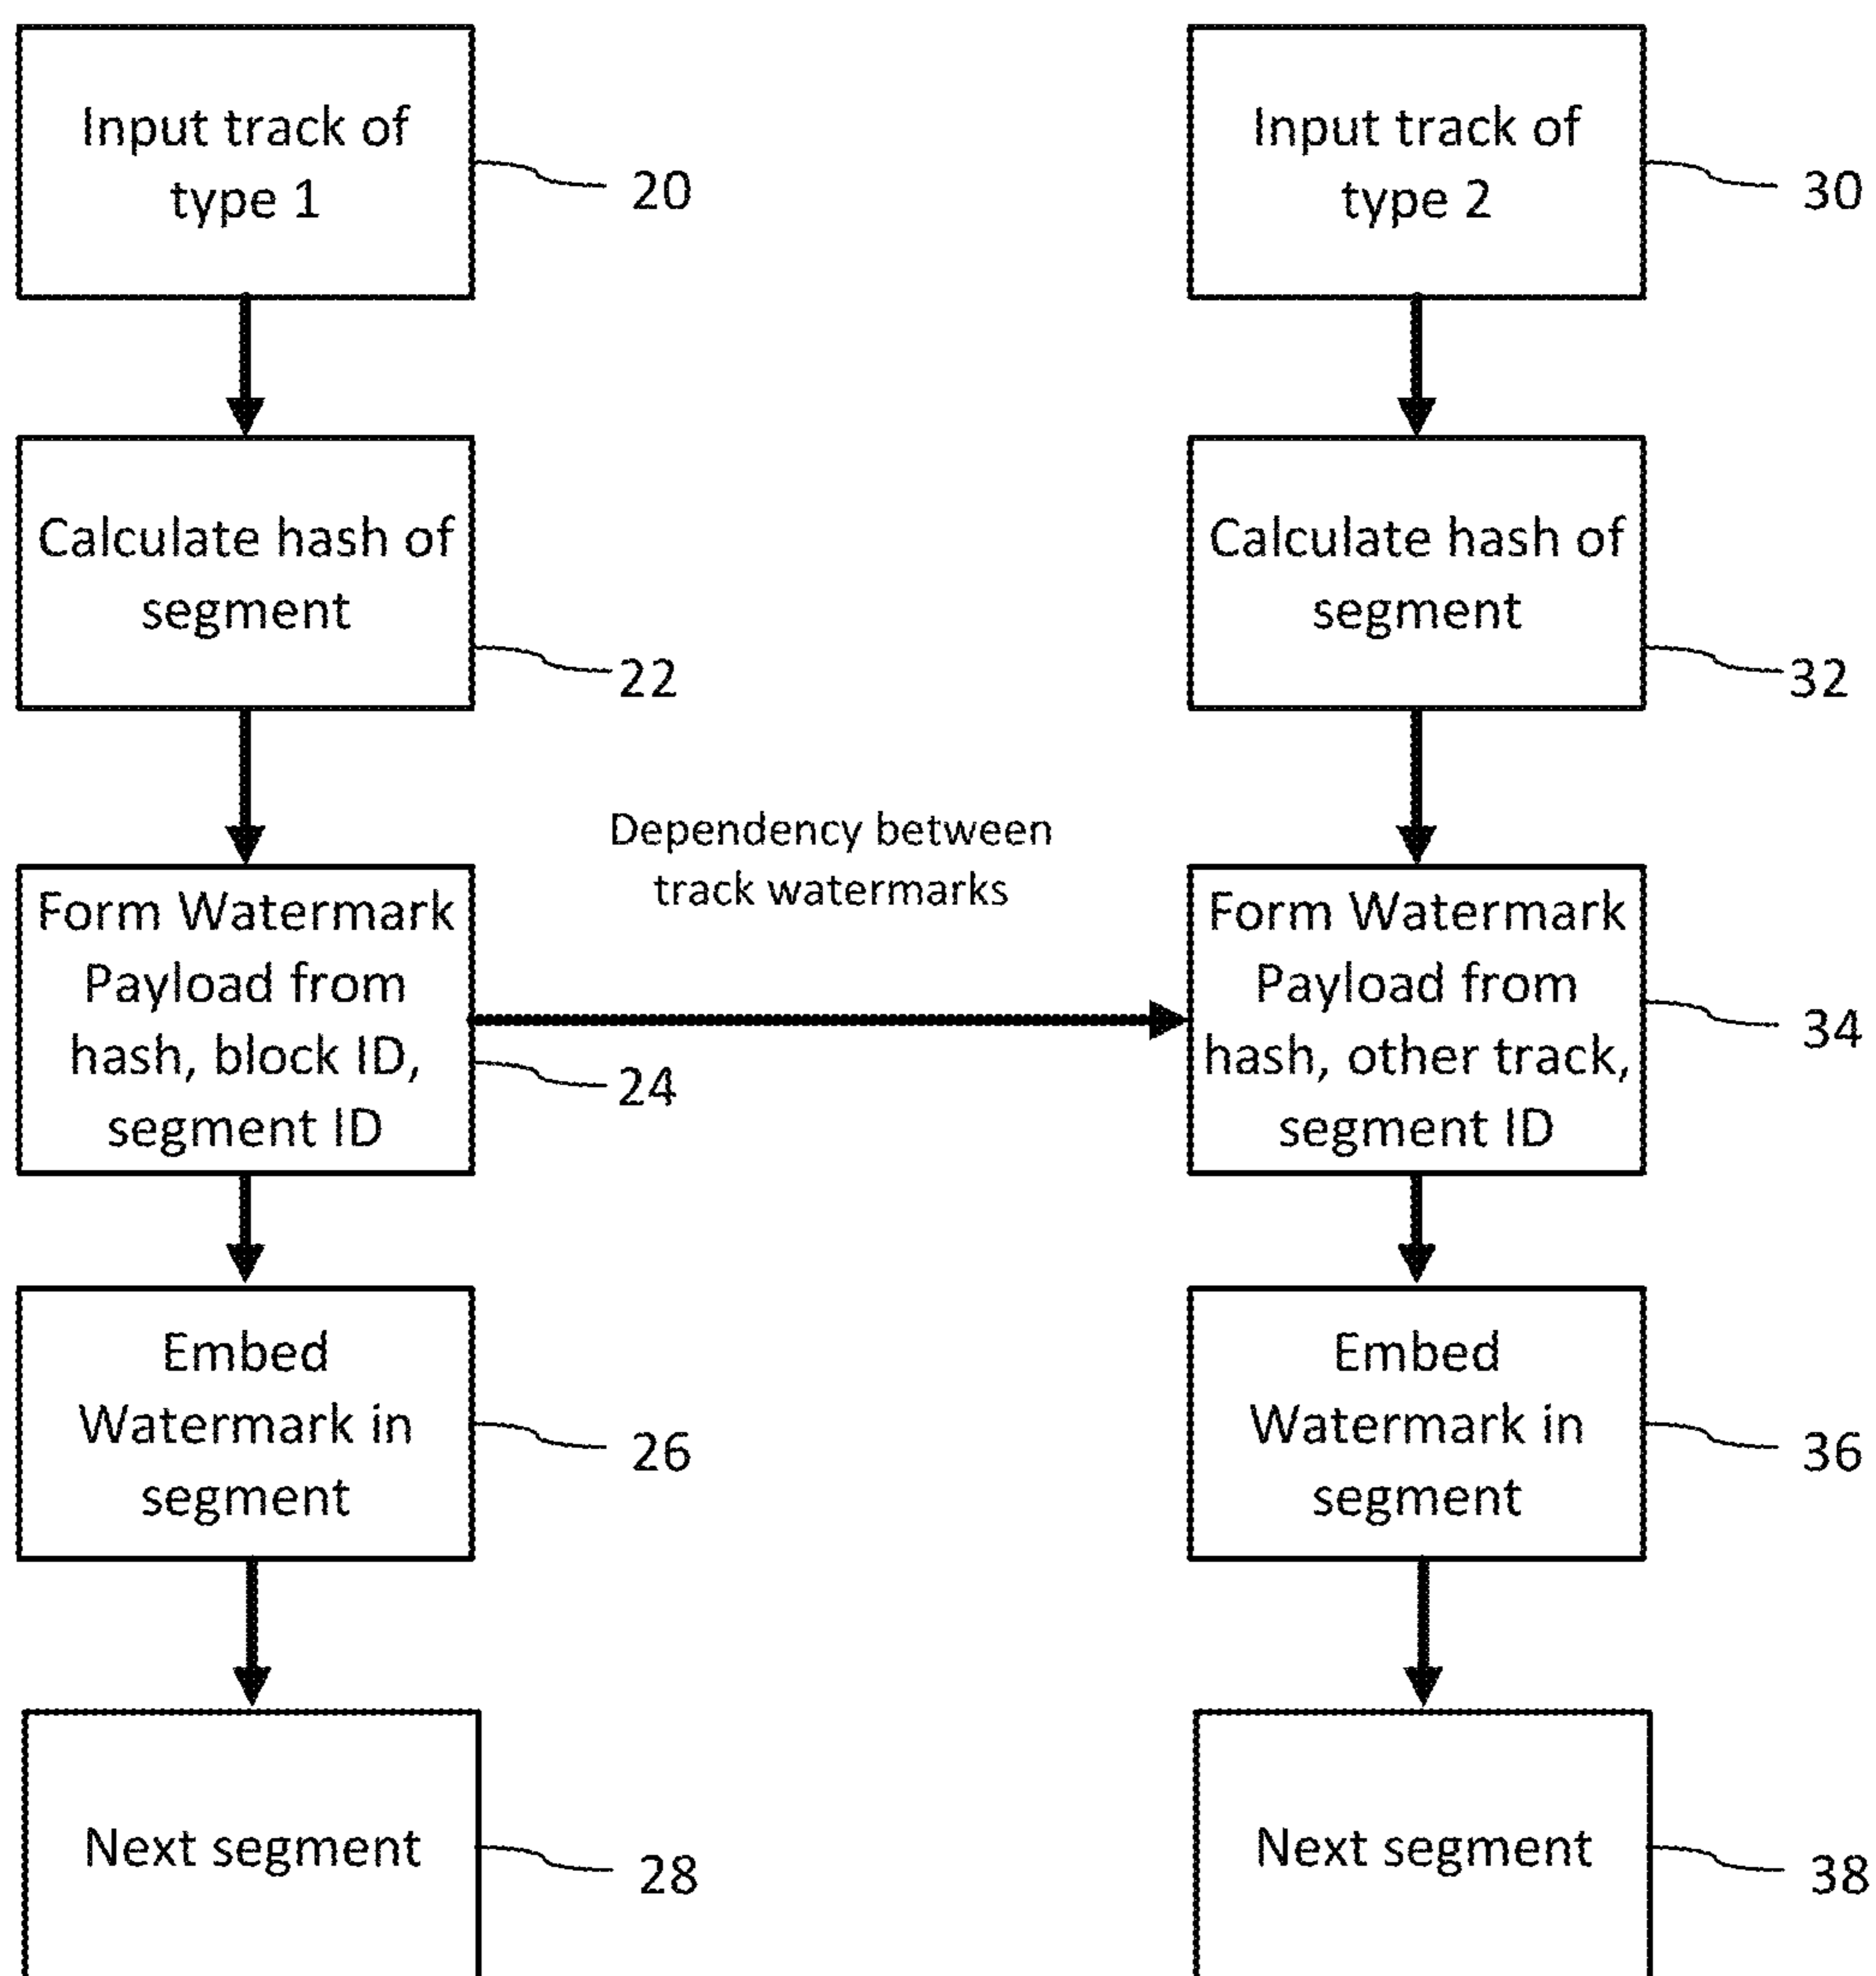 Input track of
type 1
20
Calculate hash of
segment
22
Form Watermark
Payload from
hash, block ID,
segment ID
24
Embed
Watermark in
segment
26
Next segment
28
Dependency between
track watermarks
Input track of
type 2
30
Calculate hash of
segment
32
Form Watermark
Payload from
hash, other track,
segment ID
34
Embed
Watermark in
segment
36
Next segment
38